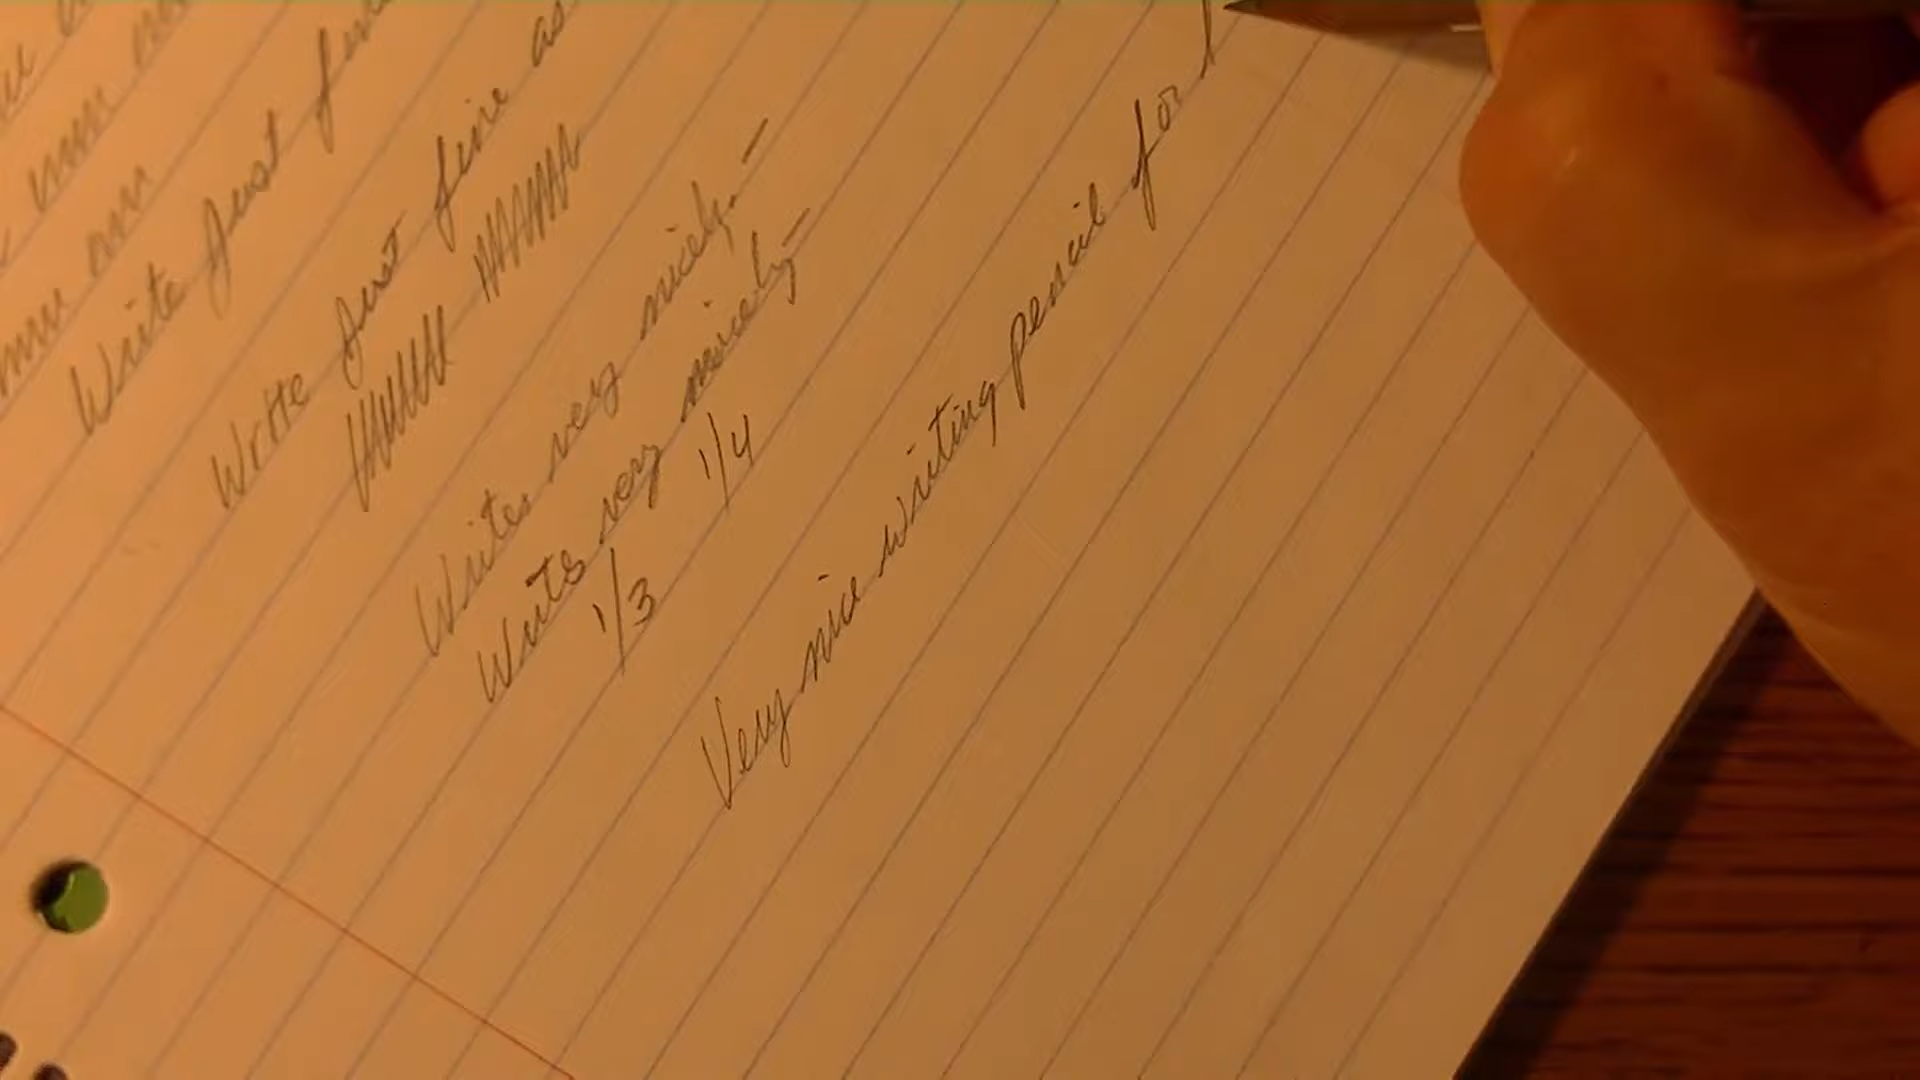 Write just
Write just fine as
Writes very nicely. –
Writes very nicely –
1/3 1/4
Very nice writing pencil for